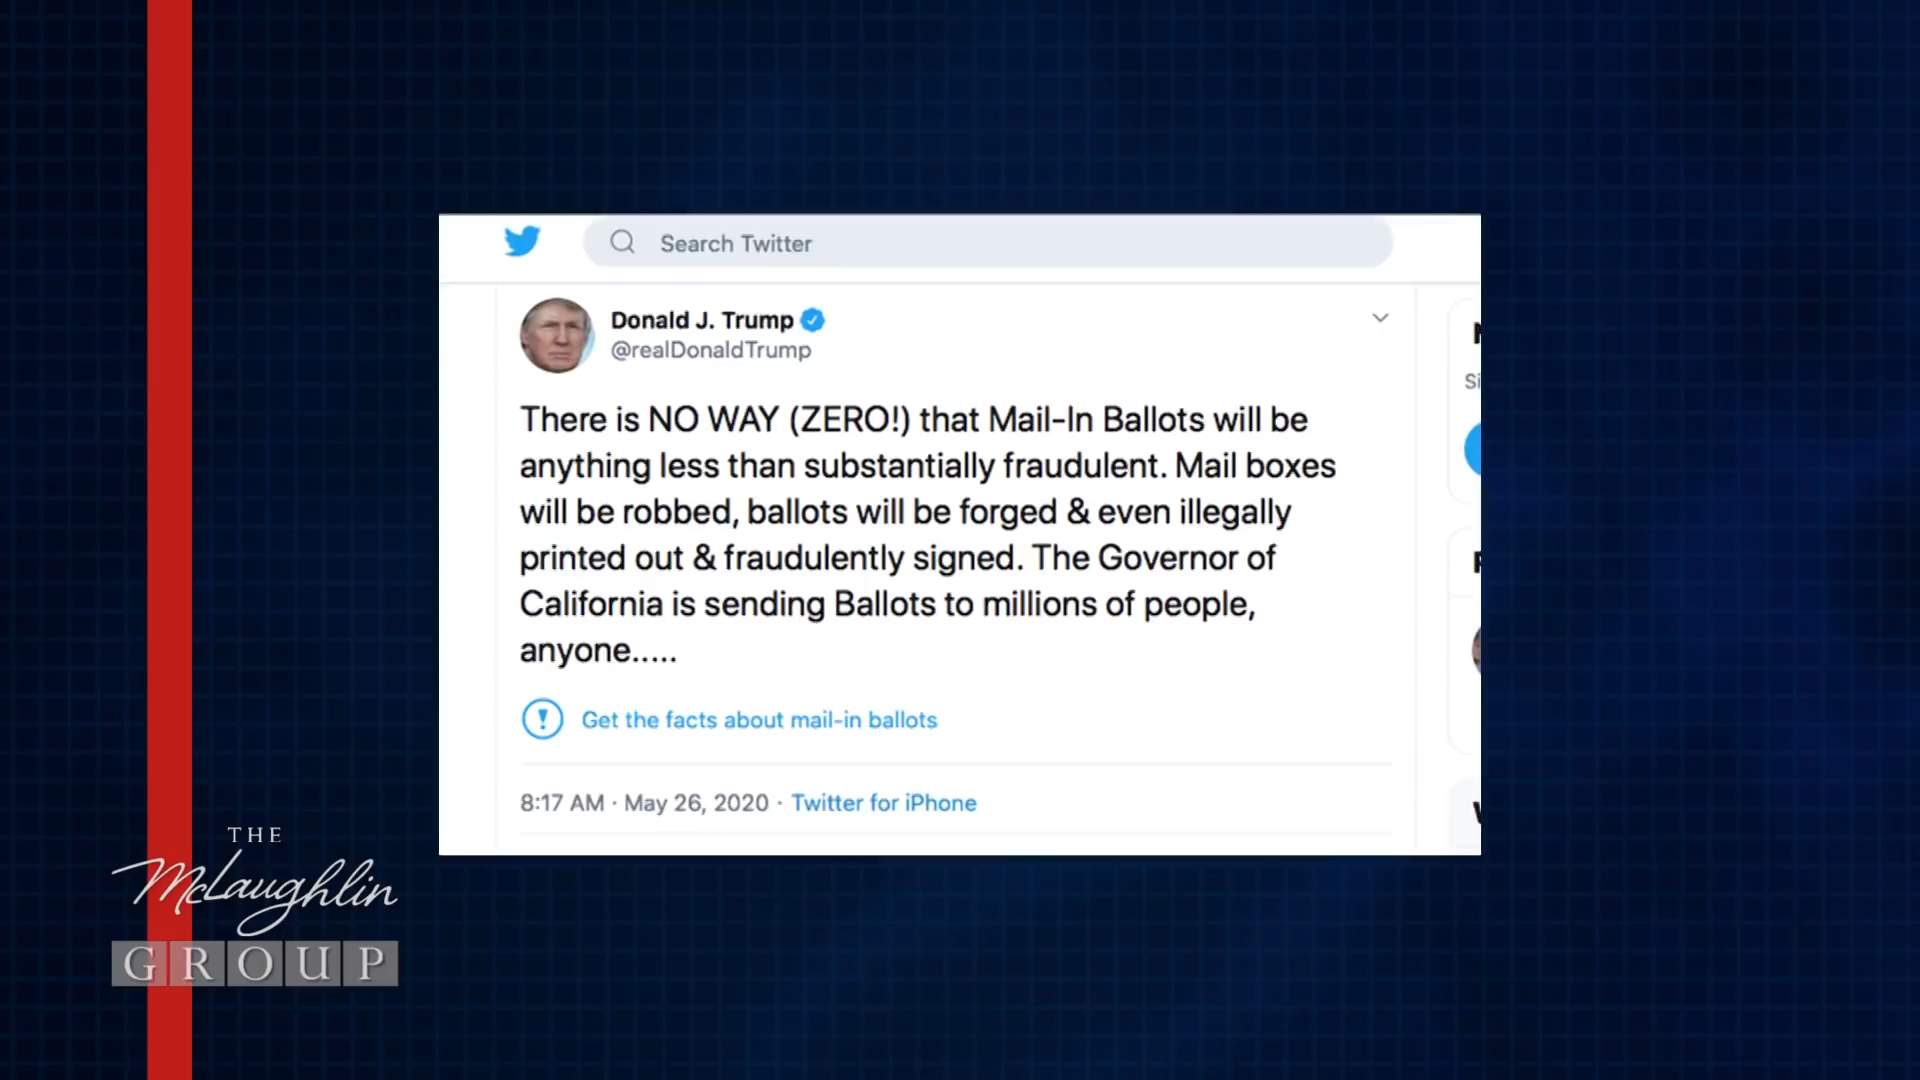 Search Twitter
Donald J. Trump
@realDonaldTrump
There is NO WAY (ZERO!) that Mail-In Ballots will be
anything less than substantially fraudulent. Mail boxes
will be robbed, ballots will be forged & even illegally
printed out & fraudulently signed. The Governor of
California is sending Ballots to millions of people,
anyone.....
Get the facts about mail-in ballots
8:17 AM · May 26, 2020 · Twitter for iPhone
THE
McLaughlin
GROUP